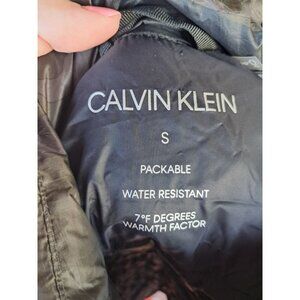 CALVIN KLEIN
S
PACKABLE
WATER RESISTANT
7°F DEGREES
WARMTH FACTOR